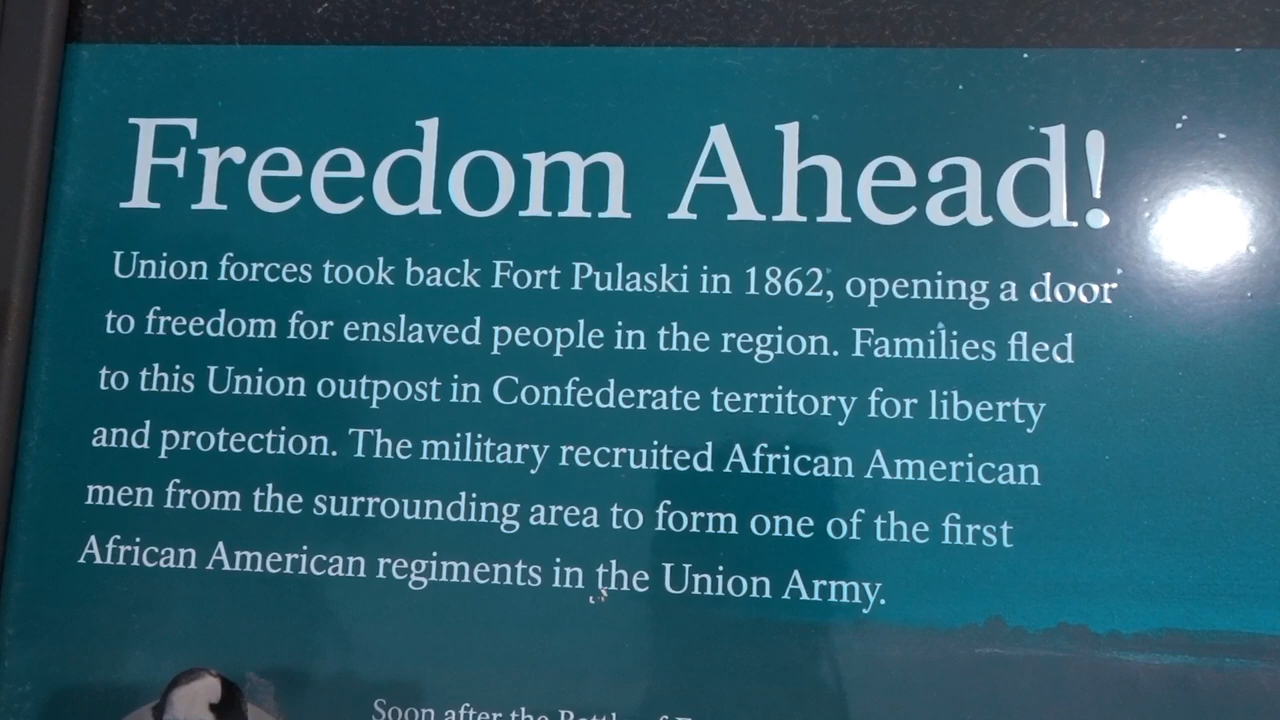 Freedom Ahead!
Union forces took back Fort Pulaski in 1862, opening a door
to freedom for enslaved people in the region. Families fled
to this Union outpost in Confederate territory for liberty
and protection. The military recruited African American
men from the surrounding area to form one of the first
African American regiments in the Union Army.
Soon after the